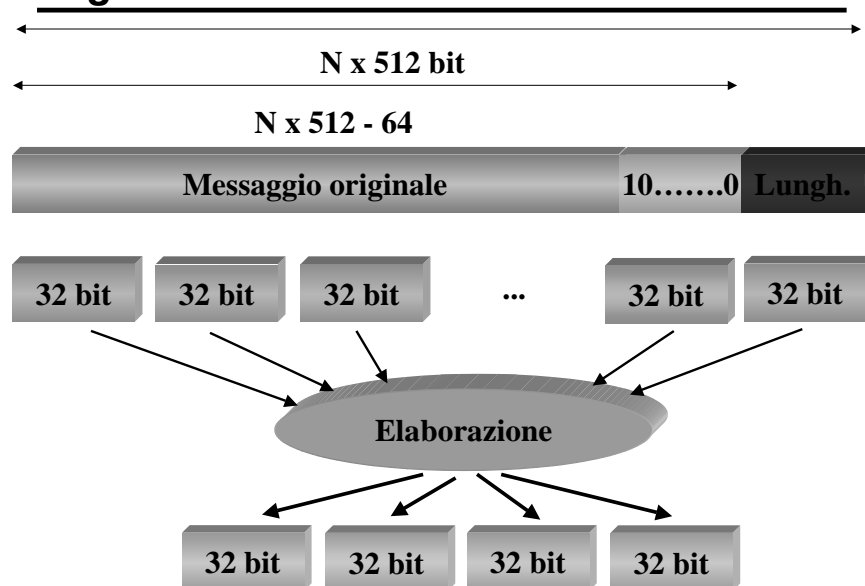 N x 512 bit
N x 512 - 64
Messaggio originale 10…….0 Lungh.
32 bit 32 bit 32 bit ... 32 bit 32 bit
Elaborazione
32 bit 32 bit 32 bit 32 bit